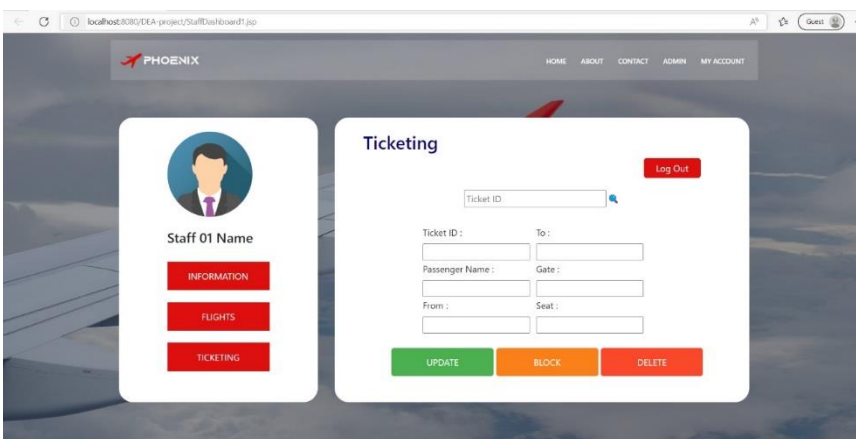 localhost:8080/DEA-project/StaffDashboard1.jsp
Guest
PHOENIX
HOME ABOUT CONTACT ADMIN MY ACCOUNT
Ticketing
Log Out
Ticket ID
Staff 01 Name
INFORMATION
FLIGHTS
TICKETING
Ticket ID : To :
Passenger Name : Gate :
From : Seat :
UPDATE BLOCK DELETE